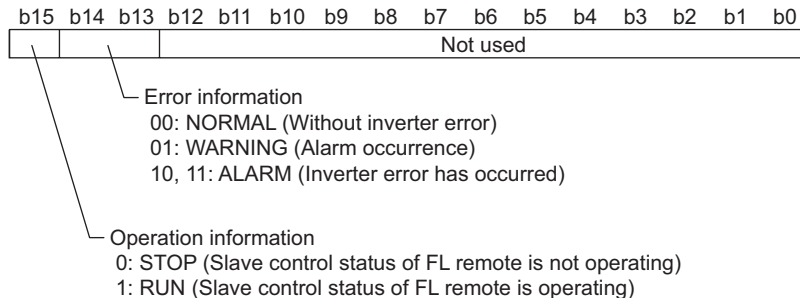 b15 b14 b13 b12 b11 b10 b9 b8 b7 b6 b5 b4 b3 b2 b1 b0
Not used
Error information
00: NORMAL (Without inverter error)
01: WARNING (Alarm occurrence)
10, 11: ALARM (Inverter error has occurred)
Operation information
0: STOP (Slave control status of FL remote is not operating)
1: RUN (Slave control status of FL remote is operating)